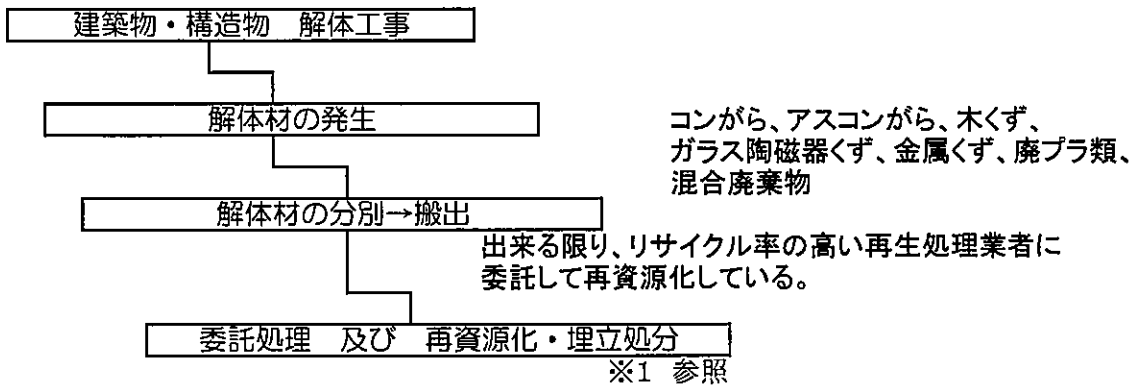 建築物・構造物　解体工事
解体材の発生
コンがら、アスコンがら、木くず、
ガラス陶磁器くず、金属くず、廃プラ類、
混合廃棄物
解体材の分別→搬出
出来る限り、リサイクル率の高い再生処理業者に
委託して再資源化している。
委託処理　及び　再資源化・埋立処分
※1　参照